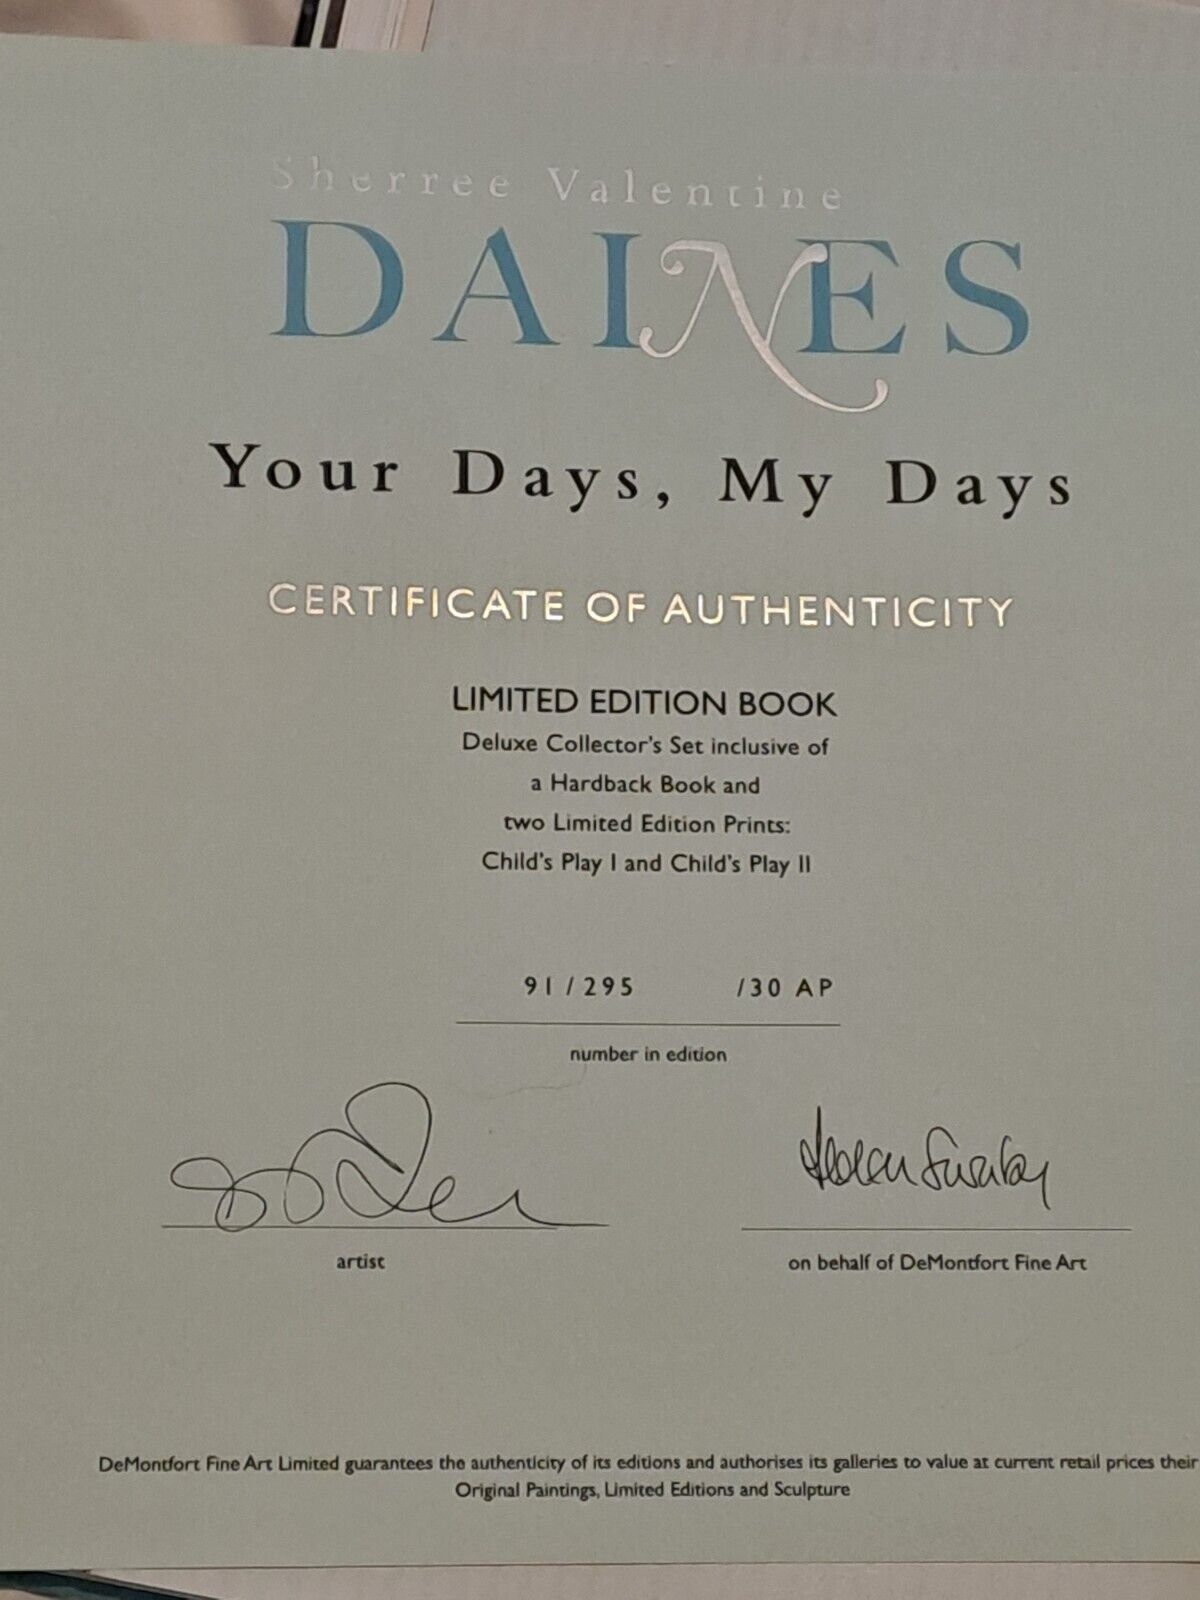 Sherree Valentine
DAINES
Your Days, My Days
CERTIFICATE OF AUTHENTICITY
LIMITED EDITION BOOK
Deluxe Collector's Set inclusive of
a Hardback Book and
two Limited Edition Prints:
Child's Play I and Child's Play II
91/295 /30 AP
number in edition
artist
on behalf of DeMontfort Fine Art
DeMontfort Fine Art Limited guarantees the authenticity of its editions and authorises its galleries to value at current retail prices their
Original Paintings, Limited Editions and Sculpture